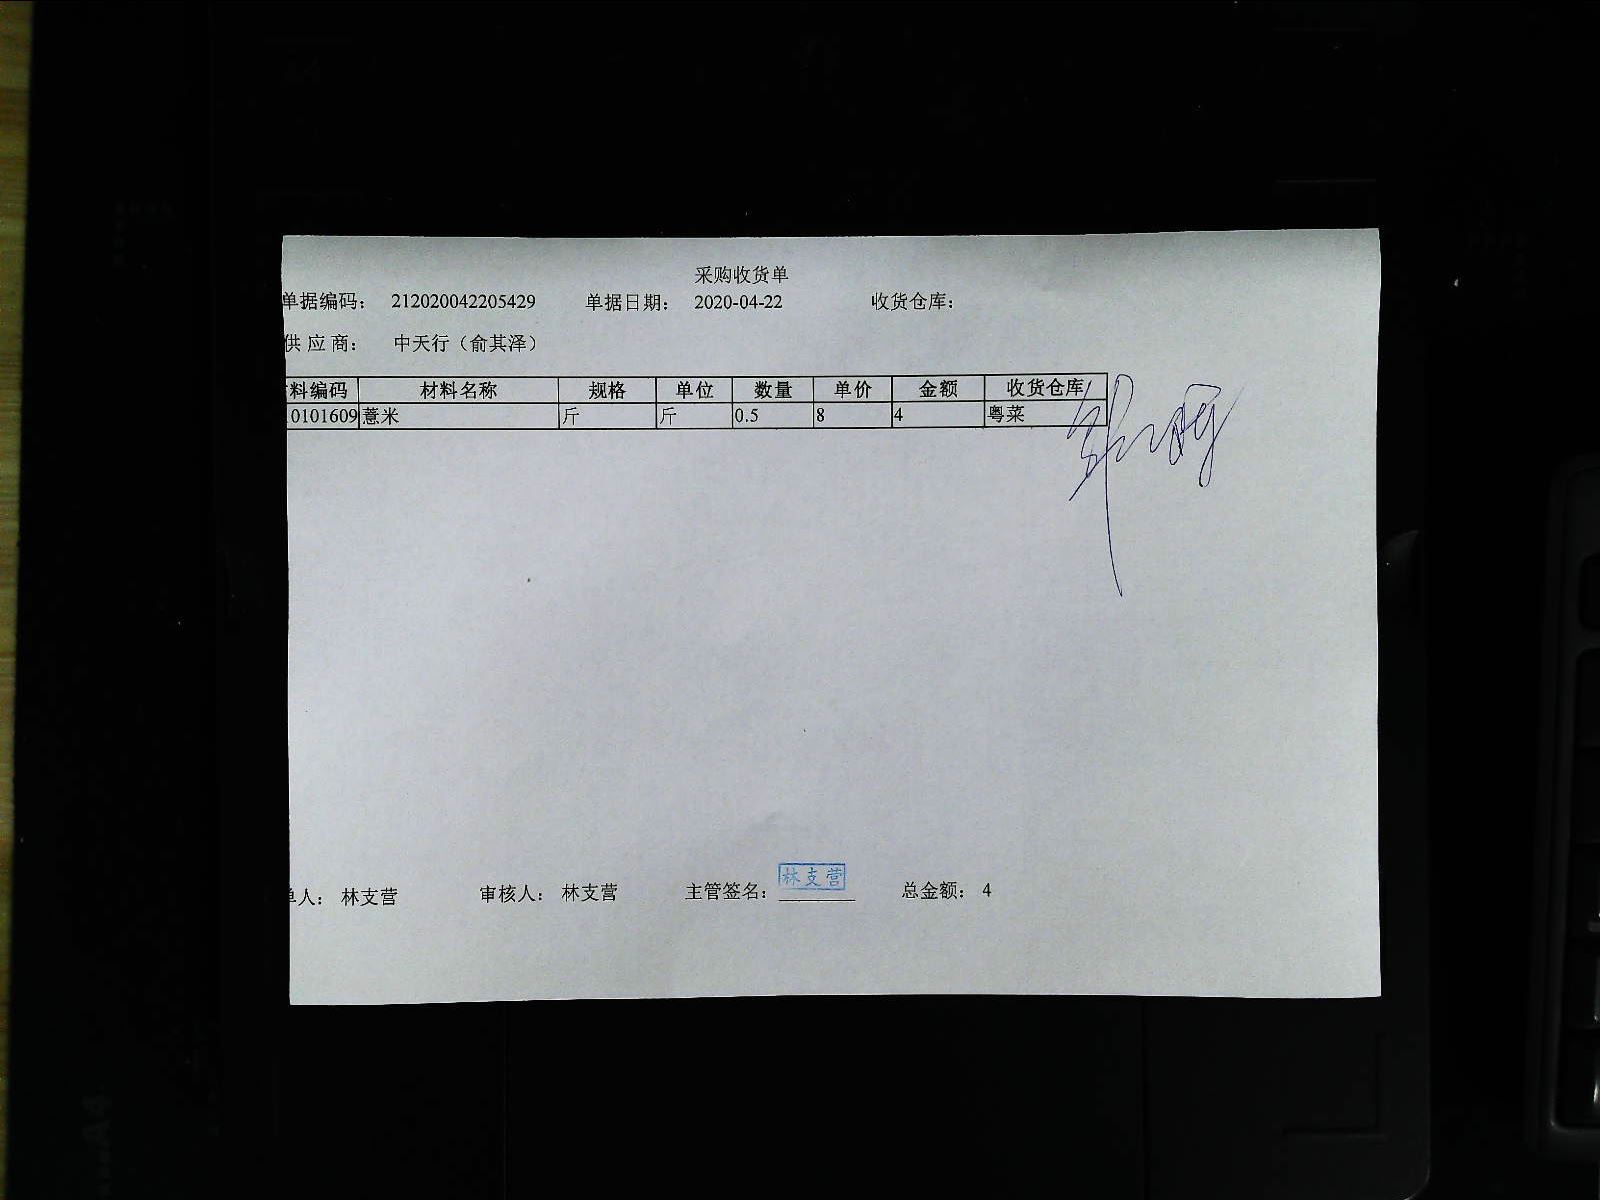 采购收货单
单据编码： 212020042205429 单据日期： 2020-04-22 收货仓库：
供 应 商： 中天行（俞其泽）
料编码 材料名称 规格 单位 数量 单价 金额 收货仓库
0101609 薏米 斤 斤 0.5 8 4 粤菜
林支营
单人： 林支营 审核人： 林支营 主管签名： 总金额： 4